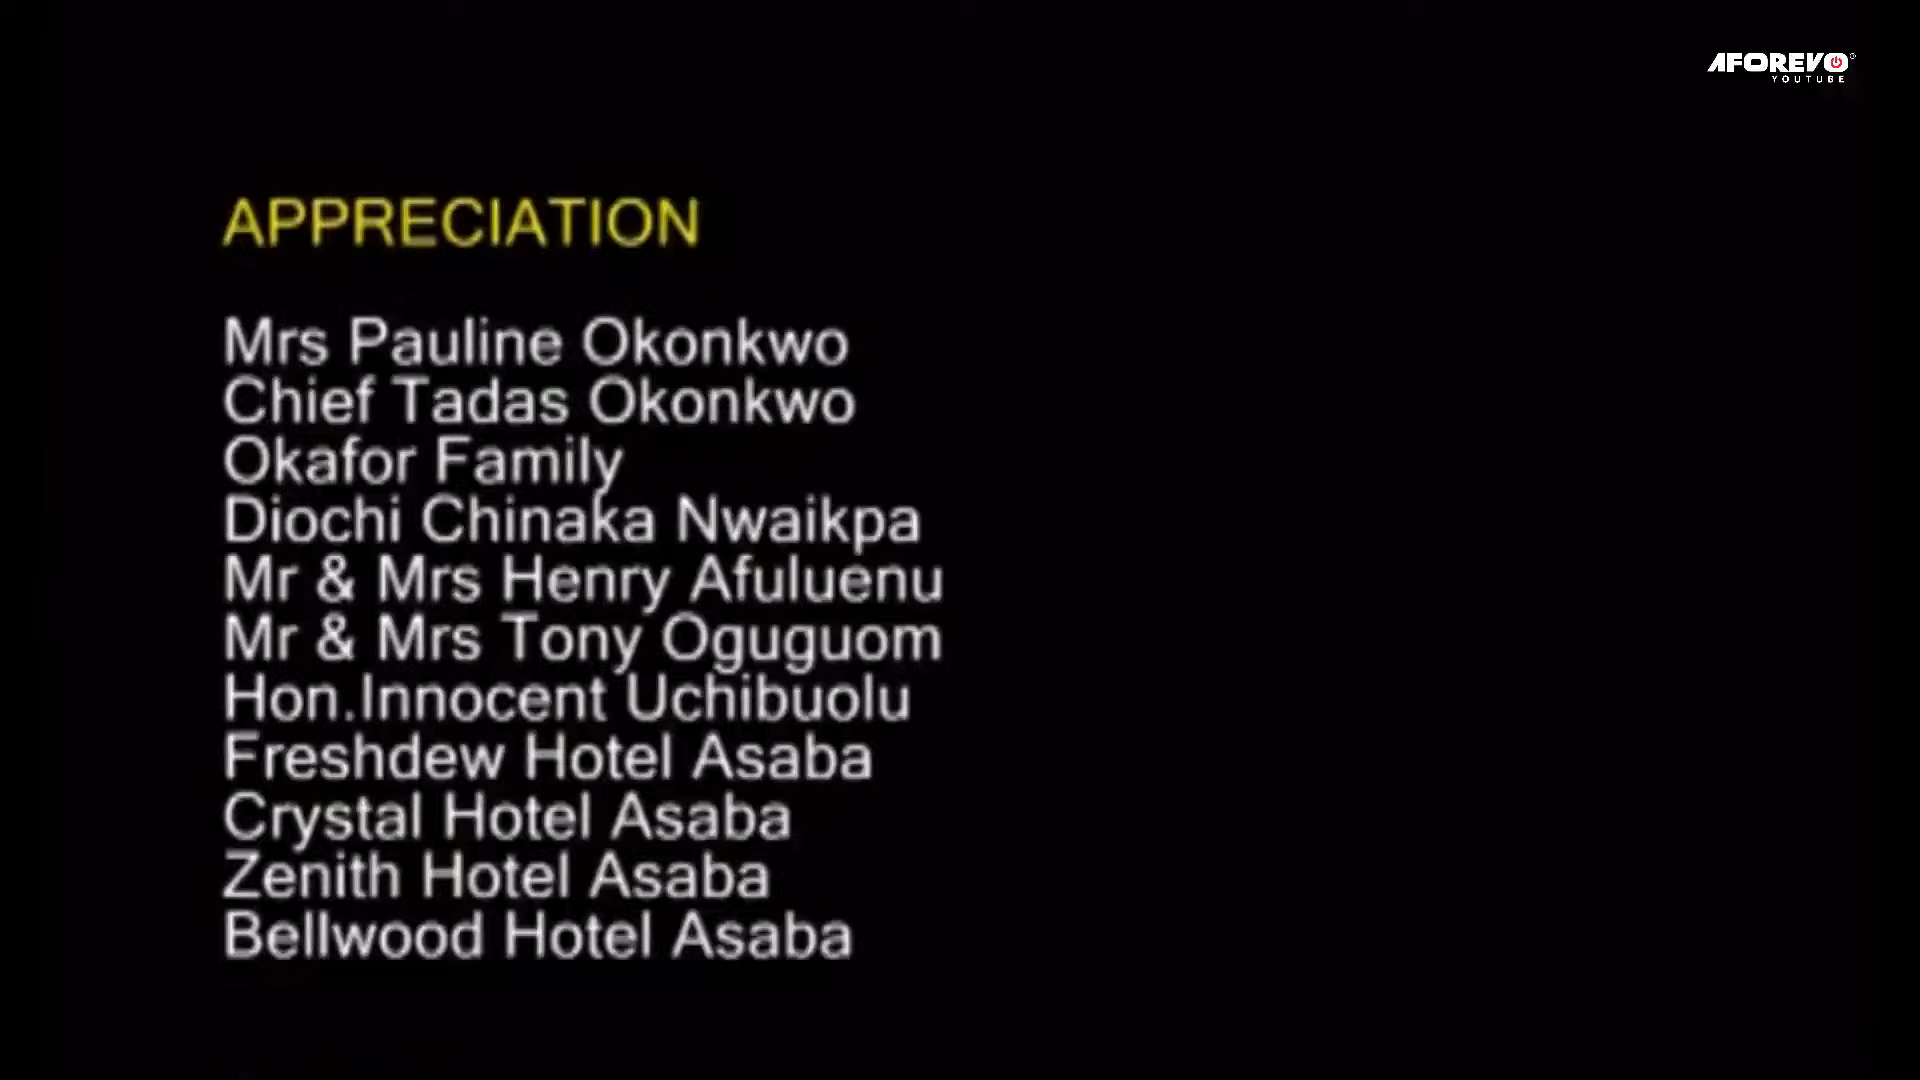 AFOREVO
YOUTUBE
APPRECIATION
Mrs Pauline Okonkwo
Chief Tadas Okonkwo
Okafor Family
Diochi Chinaka Nwaikpa
Mr & Mrs Henry Afuluenu
Mr & Mrs Tony Oguguom
Hon.Innocent Uchibuolu
Freshdew Hotel Asaba
Crystal Hotel Asaba
Zenith Hotel Asaba
Bellwood Hotel Asaba